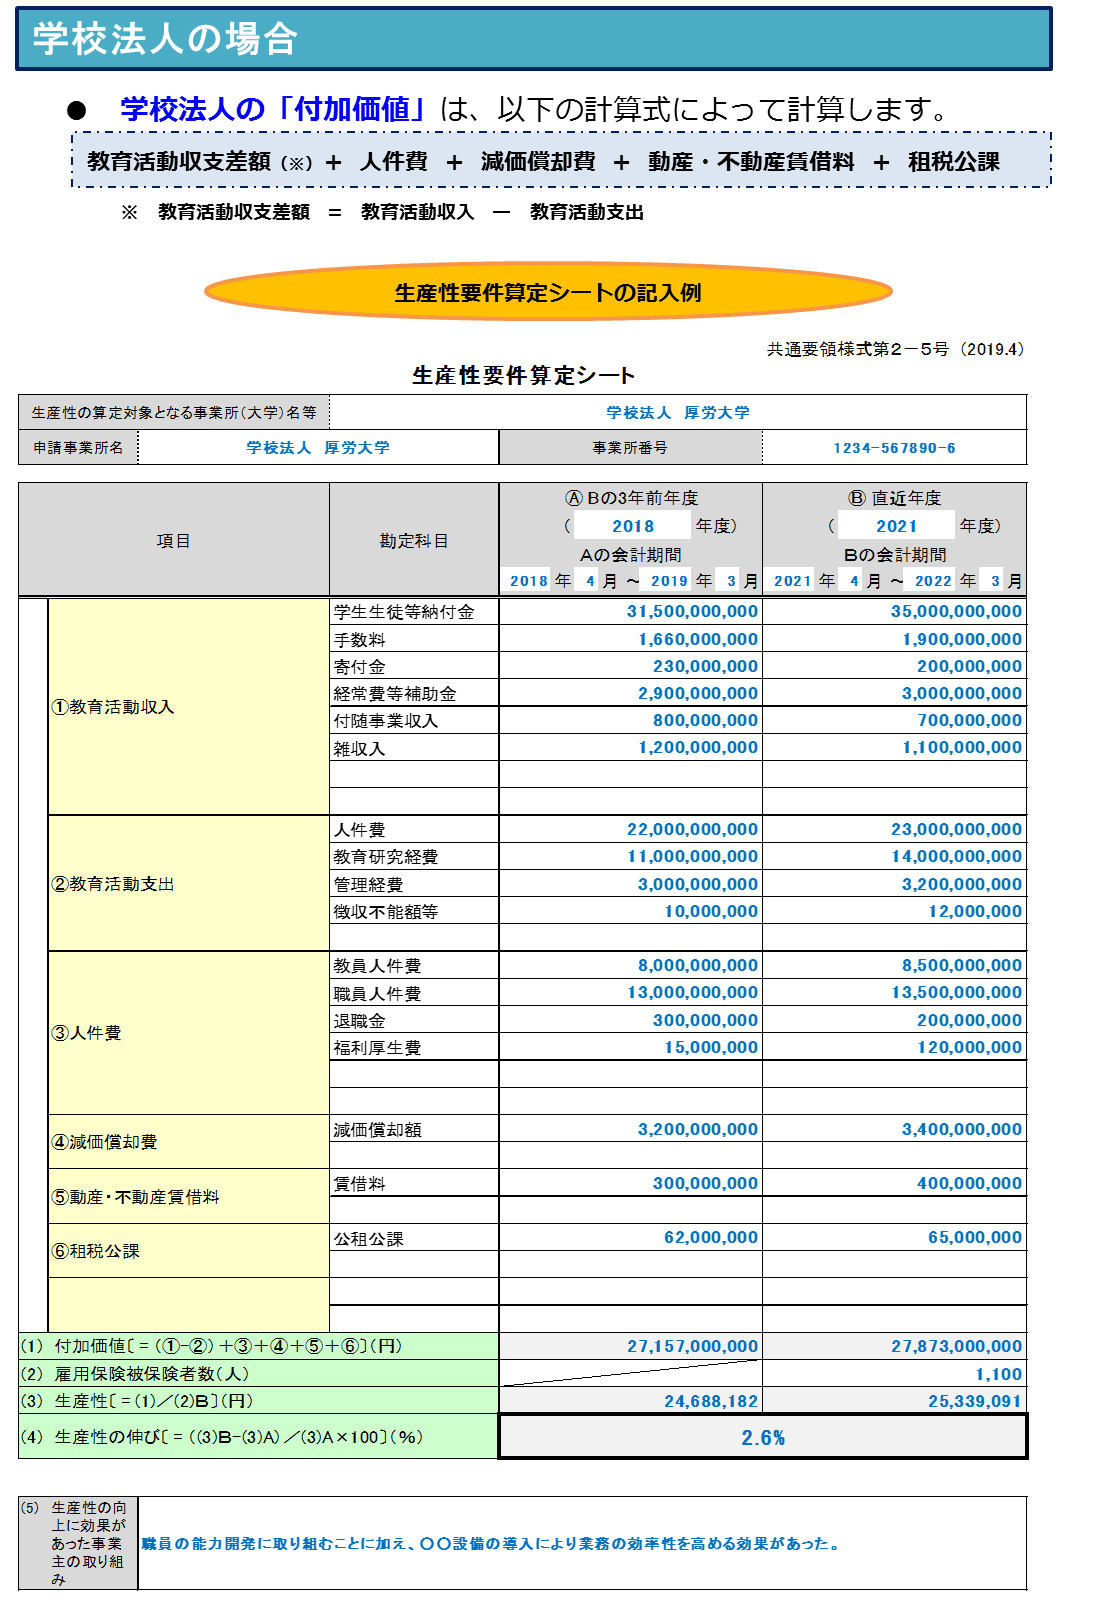 学校法人の場合
● 学校法人の「付加価値」は、以下の計算式によって計算します。
教育活動収支差額（※）＋ 人件費 ＋ 減価償却費 ＋ 動産・不動産賃借料 ＋ 租税公課
※ 教育活動収支差額 ＝ 教育活動収入 － 教育活動支出
生産性要件算定シートの記入例
共通要領様式第２－５号（2019.4）
生産性要件算定シート
生産性の算定対象となる事業所（大学）名等 学校法人 厚労大学
申請事業所名 学校法人 厚労大学 事業所番号 1234-567890-6
項目 勘定科目
Ⓐ Ｂの3年前年度 Ⓑ 直近年度
（ 2018 年度） （ 2021 年度）
Ａの会計期間 Ｂの会計期間
2018 年 4 月 ～ 2019 年 3 月 2021 年 4 月 ～ 2022 年 3 月
①教育活動収入
学生生徒等納付金 31,500,000,000 35,000,000,000
手数料 1,660,000,000 1,900,000,000
寄付金 230,000,000 200,000,000
経常費等補助金 2,900,000,000 3,000,000,000
付随事業収入 800,000,000 700,000,000
雑収入 1,200,000,000 1,100,000,000
②教育活動支出
人件費 22,000,000,000 23,000,000,000
教育研究経費 11,000,000,000 14,000,000,000
管理経費 3,000,000,000 3,200,000,000
徴収不能額等 10,000,000 12,000,000
③人件費
教員人件費 8,000,000,000 8,500,000,000
職員人件費 13,000,000,000 13,500,000,000
退職金 300,000,000 200,000,000
福利厚生費 15,000,000 120,000,000
④減価償却費
減価償却額 3,200,000,000 3,400,000,000
⑤動産・不動産賃借料
賃借料 300,000,000 400,000,000
⑥租税公課
公租公課 62,000,000 65,000,000
(1) 付加価値〔＝（①－②）＋③＋④＋⑤＋⑥〕（円） 27,157,000,000 27,873,000,000
(2) 雇用保険被保険者数（人） 1,100
(3) 生産性〔＝(1)／(2)Ｂ〕（円） 24,688,182 25,339,091
(4) 生産性の伸び〔＝（(3)Ｂ-(3)Ａ）／(3)Ａ×100〕（％） 2.6%
(5) 生産性の向
上に効果が
あった事業
主の取り組
み
職員の能力開発に取り組むことに加え、〇〇設備の導入により業務の効率性を高める効果があった。